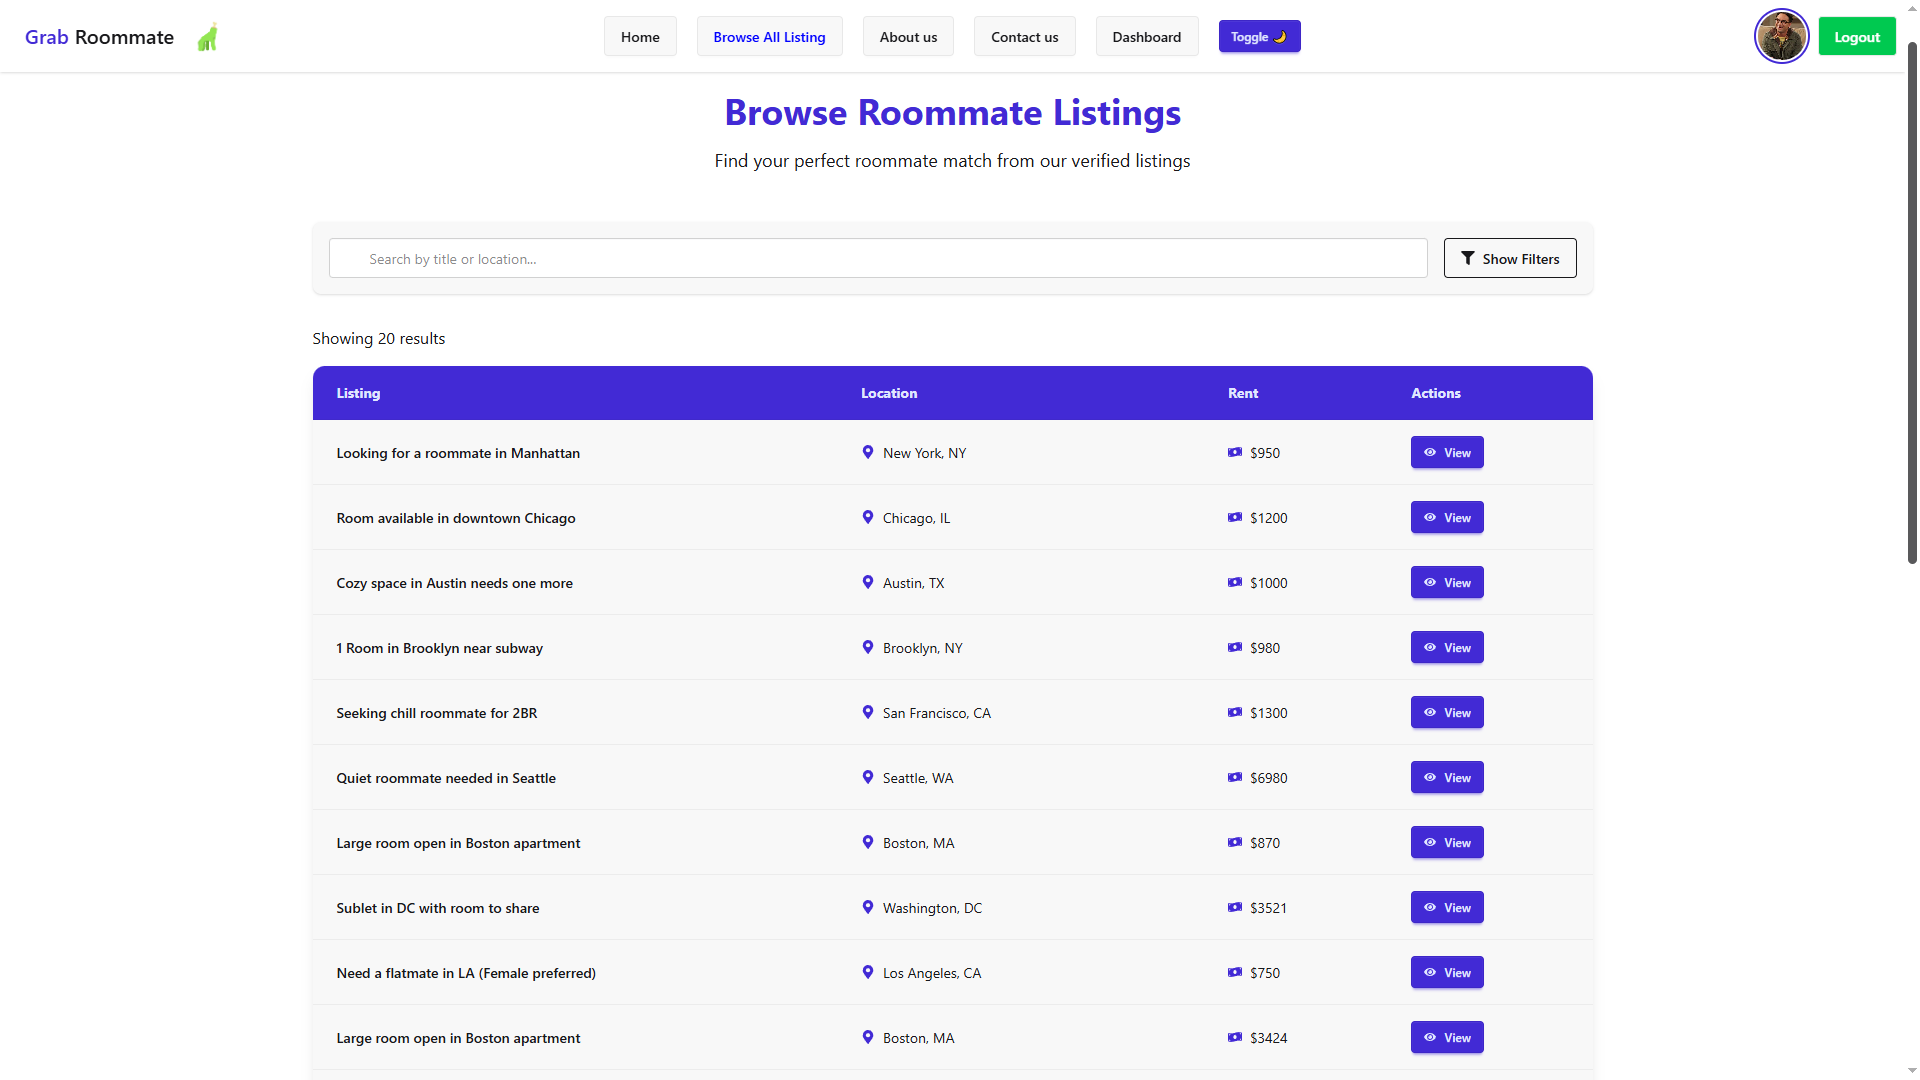 Grab Roommate
Home
Browse All Listing
About us
Contact us
Dashboard
Toggle 🌙
Logout
Browse Roommate Listings
Find your perfect roommate match from our verified listings
Search by title or location...
Show Filters
Showing 20 results
Listing Location Rent Actions
Looking for a roommate in Manhattan New York, NY $950 View
Room available in downtown Chicago Chicago, IL $1200 View
Cozy space in Austin needs one more Austin, TX $1000 View
1 Room in Brooklyn near subway Brooklyn, NY $980 View
Seeking chill roommate for 2BR San Francisco, CA $1300 View
Quiet roommate needed in Seattle Seattle, WA $6980 View
Large room open in Boston apartment Boston, MA $870 View
Sublet in DC with room to share Washington, DC $3521 View
Need a flatmate in LA (Female preferred) Los Angeles, CA $750 View
Large room open in Boston apartment Boston, MA $3424 View